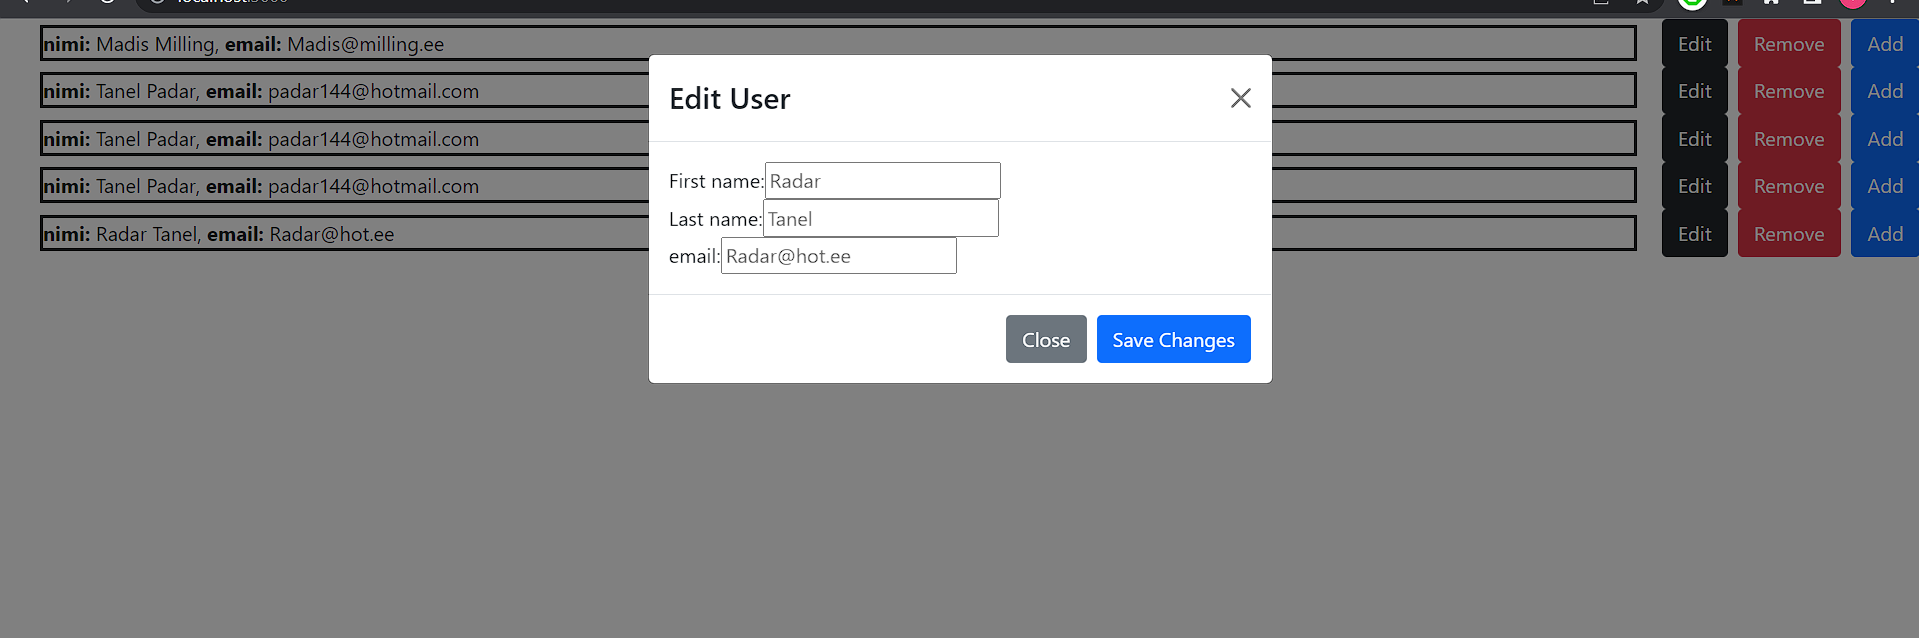 nimi: Madis Milling, email: Madis@milling.ee Edit Remove Add
nimi: Tanel Padar, email: padar144@hotmail.com Edit Remove Add
nimi: Tanel Padar, email: padar144@hotmail.com Edit Remove Add
nimi: Tanel Padar, email: padar144@hotmail.com Edit Remove Add
nimi: Radar Tanel, email: Radar@hot.ee Edit Remove Add
Edit User
First name: Radar
Last name: Tanel
email: Radar@hot.ee
Close Save Changes